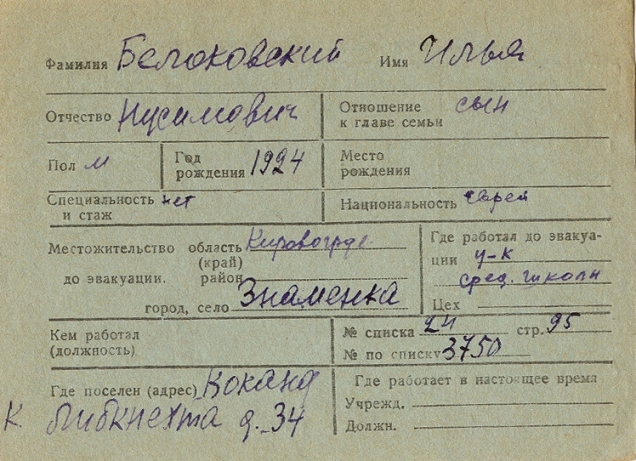 Фамилия Белоковский Имя Илья
Отчество Нусимович Отношение к главе семьи сын
Пол м Год рождения 1924 Место рождения
Специальность и стаж нет Национальность еврей
Местожительство до эвакуации. область (край) Кировоград.
район
город, село Знаменка
Где работал до эвакуа-
ции у-к
сред. школы
Цех
Кем работал (должность)
№ списка 24 стр. 95
№ по списку 3750
Где поселен (адрес) Коканд
К Либкнехта д. 34
Где работает в настоящее время
Учрежд.
Должн.